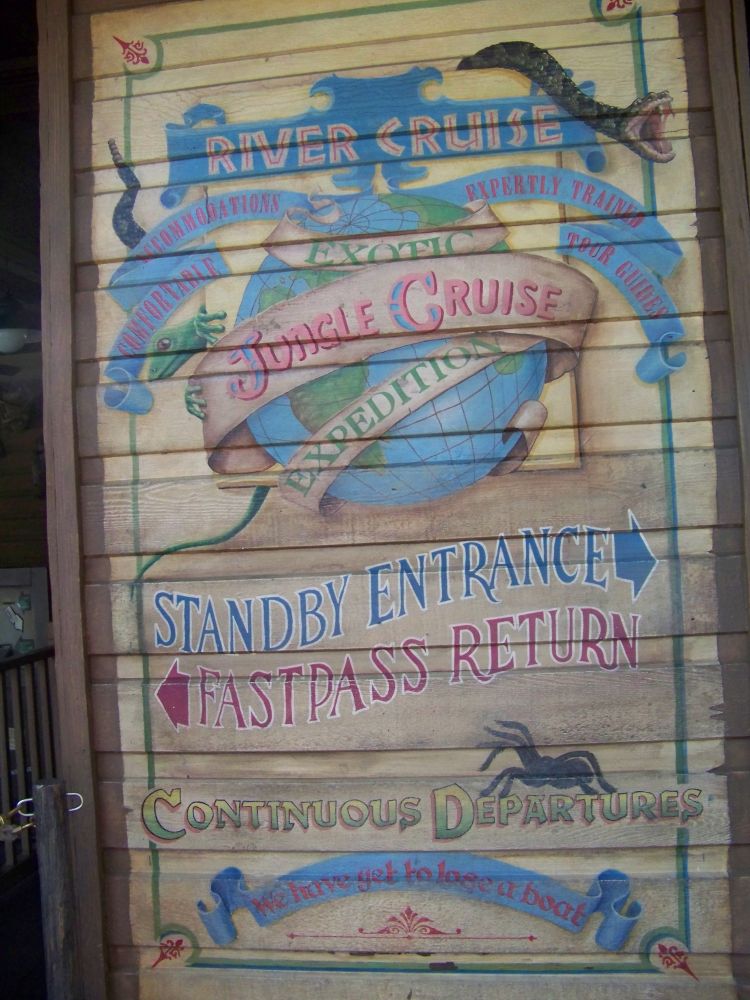 RIVER CRUISE
COMFORTABLE ACCOMMODATIONS
EXPERTLY TRAINED
TOUR GUIDES
EXOTIC
JUNGLE CRUISE
EXPEDITION
STANDBY ENTRANCE
FASTPASS RETURN
CONTINUOUS DEPARTURES
We have yet to lose a boat